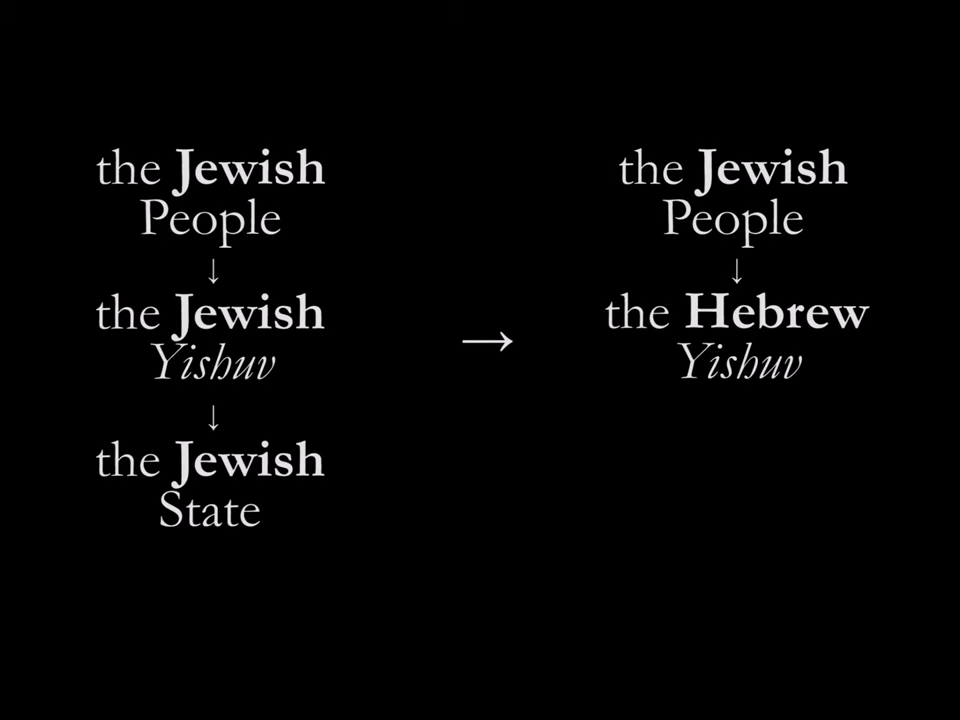 the Jewish
People
↓
the Jewish
Yishuv
↓
the Jewish
State
→
the Jewish
People
↓
the Hebrew
Yishuv